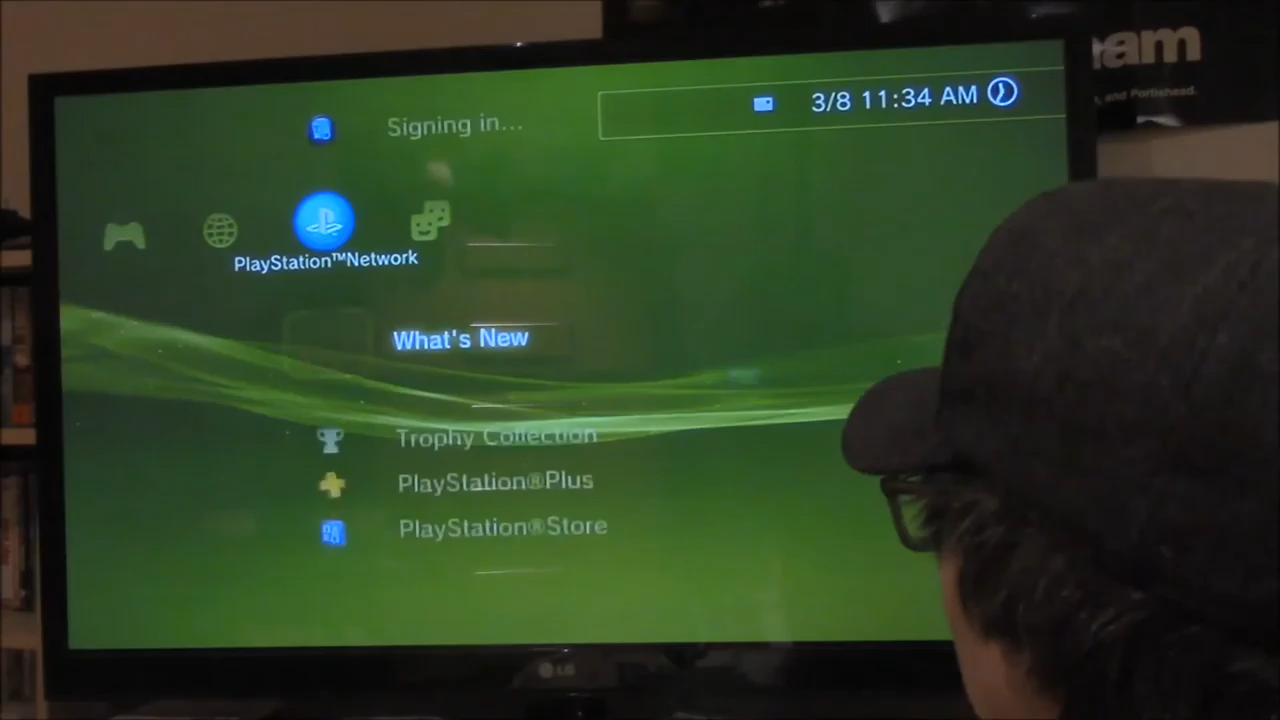 am
, and Portishead.
3/8 11:34 AM
Signing in...
PlayStation™Network
What's New
Trophy Collection
PlayStation®Plus
PlayStation®Store
LG